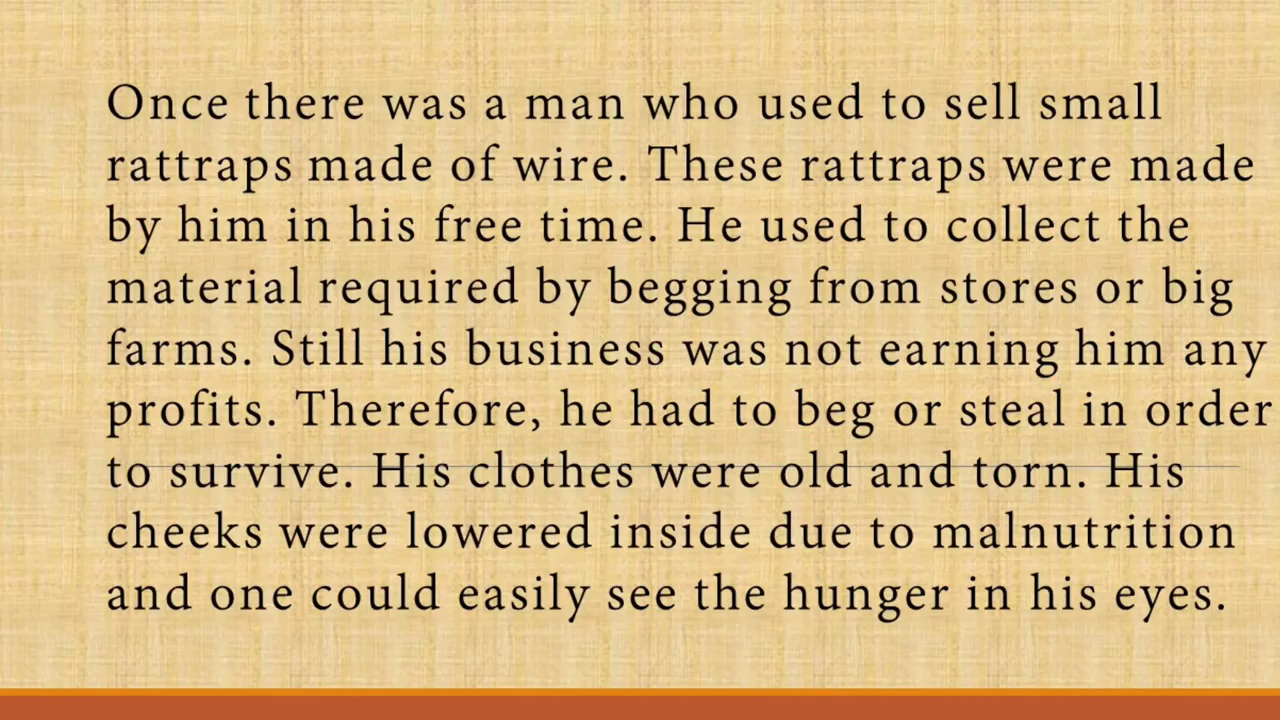 Once there was a man who used to sell small
rattraps made of wire. These rattraps were made
by him in his free time. He used to collect the
material required by begging from stores or big
farms. Still his business was not earning him any
profits. Therefore, he had to beg or steal in order
to survive. His clothes were old and torn. His
cheeks were lowered inside due to malnutrition
and one could easily see the hunger in his eyes.